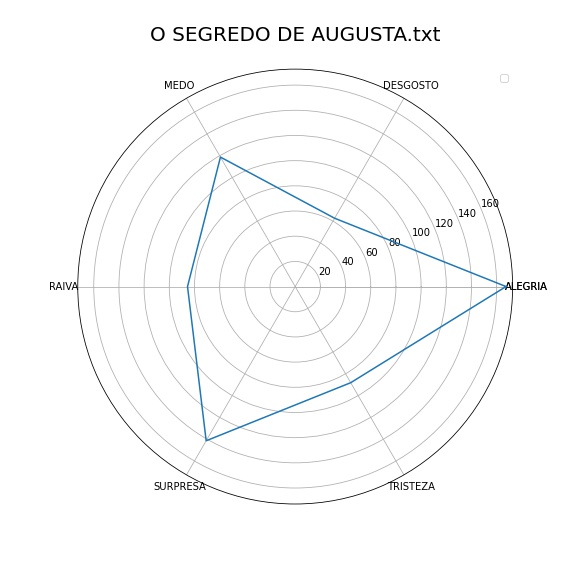 O SEGREDO DE AUGUSTA.txt
MEDO
DESGOSTO
160
140
120
100
80
60
40
20
RAIVA
ALEGRIA
SURPRESA
TRISTEZA